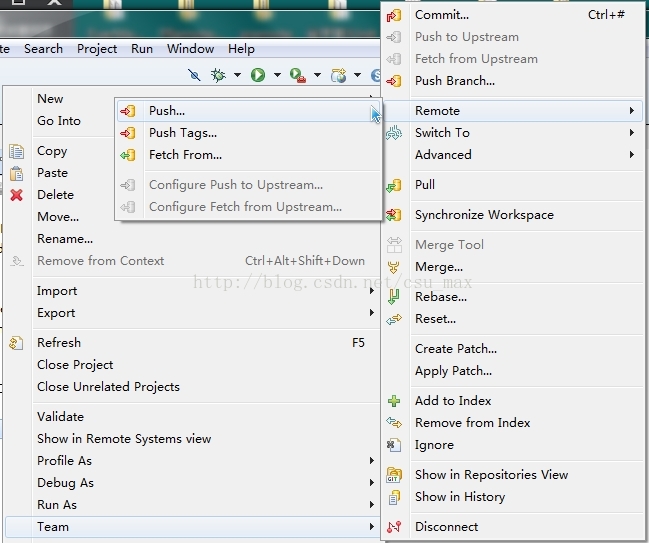 te Search Project Run Window Help
New
Go Into
Copy
Paste
Delete
Move...
Rename...
Remove from Context Ctrl+Alt+Shift+Down
Import
Export
Refresh F5
Close Project
Close Unrelated Projects
Validate
Show in Remote Systems view
Profile As
Debug As
Run As
Team
Push...
Push Tags...
Fetch From...
Configure Push to Upstream...
Configure Fetch from Upstream...
Commit... Ctrl+#
Push to Upstream
Fetch from Upstream
Push Branch...
Remote
Switch To
Advanced
Pull
Synchronize Workspace
Merge Tool
Merge...
Rebase...
Reset...
Create Patch...
Apply Patch...
Add to Index
Remove from Index
Ignore
GIT Show in Repositories View
Show in History
Disconnect
http://blog.csdn.net/csu_max